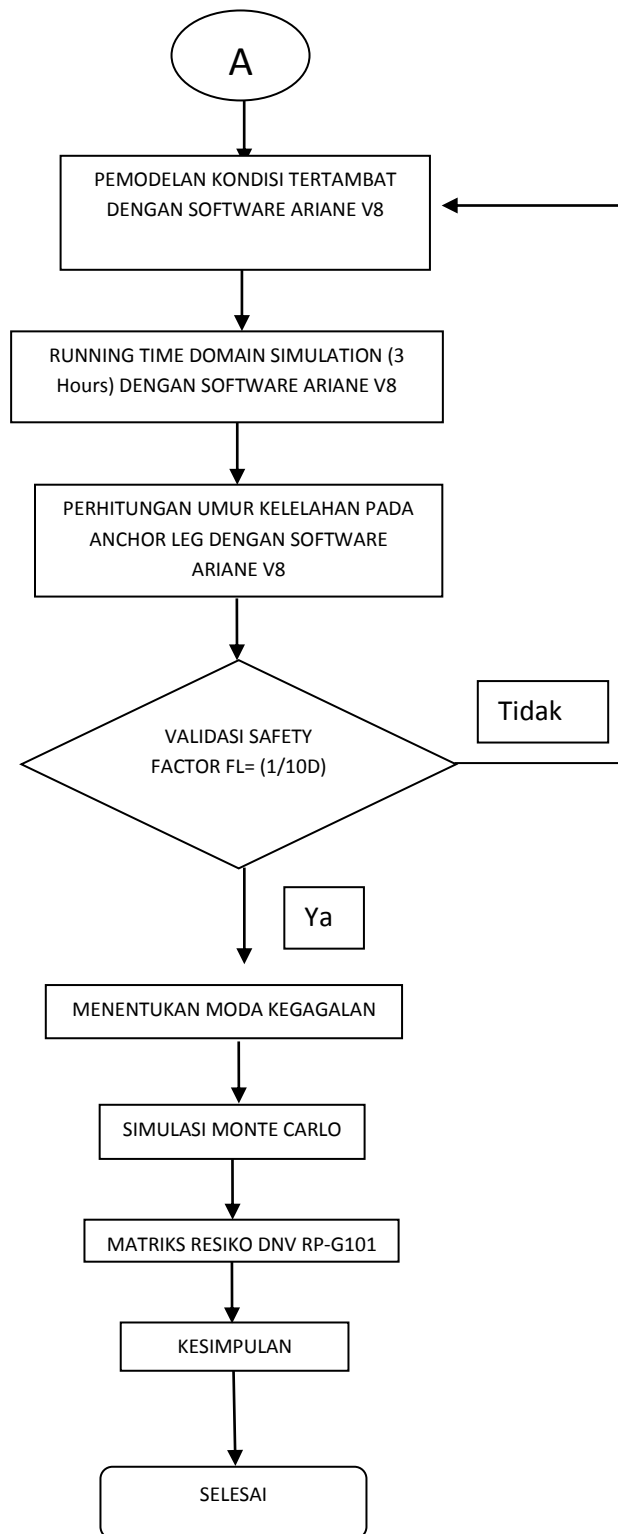 A
PEMODELAN KONDISI TERTAMBAT
DENGAN SOFTWARE ARIANE V8
RUNNING TIME DOMAIN SIMULATION (3
Hours) DENGAN SOFTWARE ARIANE V8
PERHITUNGAN UMUR KELELAHAN PADA
ANCHOR LEG DENGAN SOFTWARE
ARIANE V8
VALIDASI SAFETY
FACTOR FL= (1/10D)
Tidak
Ya
MENENTUKAN MODA KEGAGALAN
SIMULASI MONTE CARLO
MATRIKS RESIKO DNV RP-G101
KESIMPULAN
SELESAI